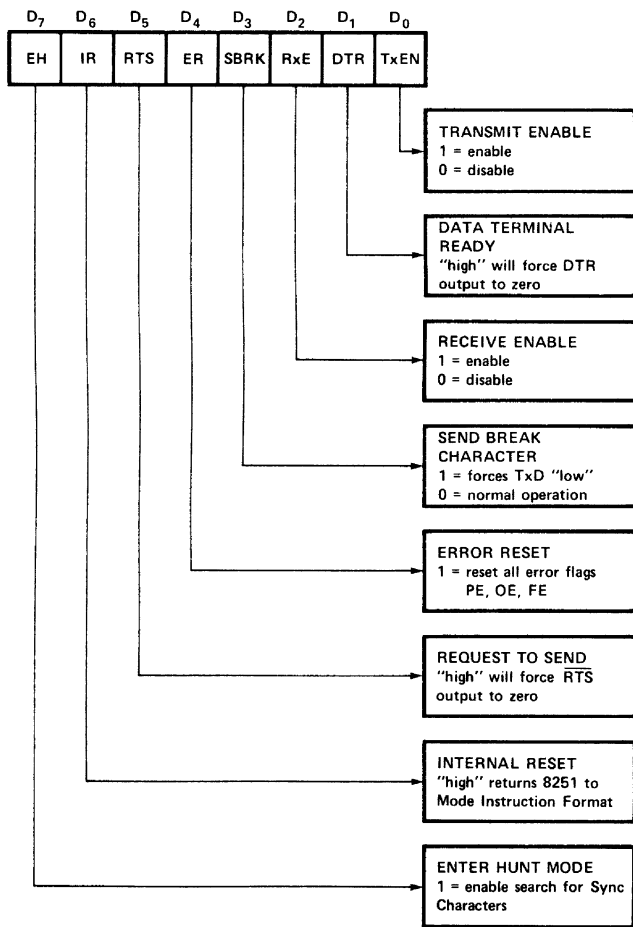 D7 D6 D5 D4 D3 D2 D1 D0
EH IR RTS ER SBRK RxE DTR TxEN
TRANSMIT ENABLE
1 = enable
0 = disable
DATA TERMINAL
READY
"high" will force DTR
output to zero
RECEIVE ENABLE
1 = enable
0 = disable
SEND BREAK
CHARACTER
1 = forces TxD "low"
0 = normal operation
ERROR RESET
1 = reset all error flags
PE, OE, FE
REQUEST TO SEND
"high" will force R̅T̅S̅
output to zero
INTERNAL RESET
"high" returns 8251 to
Mode Instruction Format
ENTER HUNT MODE
1 = enable search for Sync
Characters